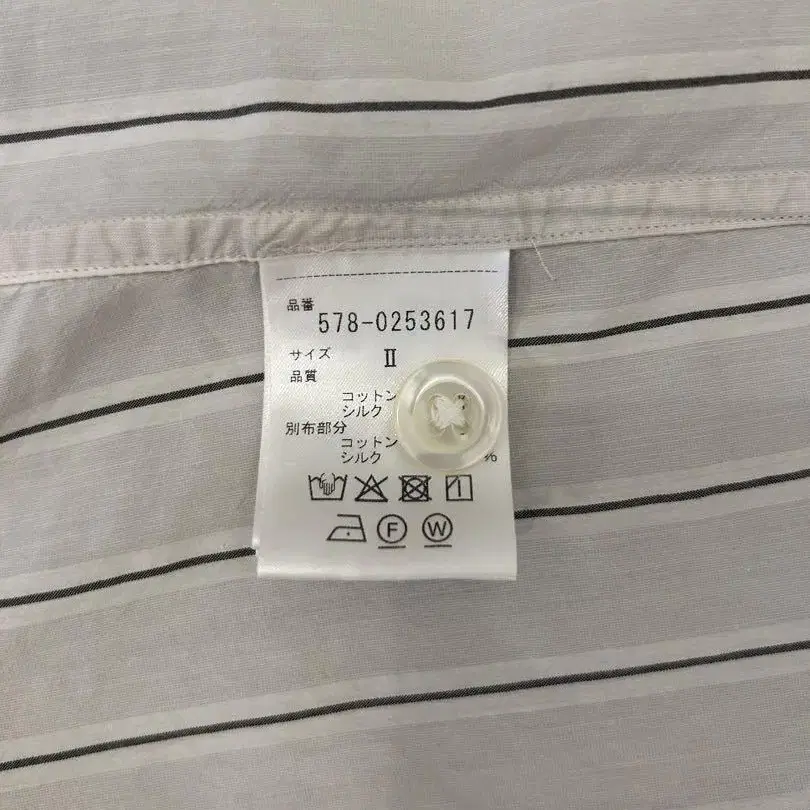 品番
578-0253617
サイズ Ⅱ
品質
コットン
シルク
別布部分
コットン
シルク %
F W